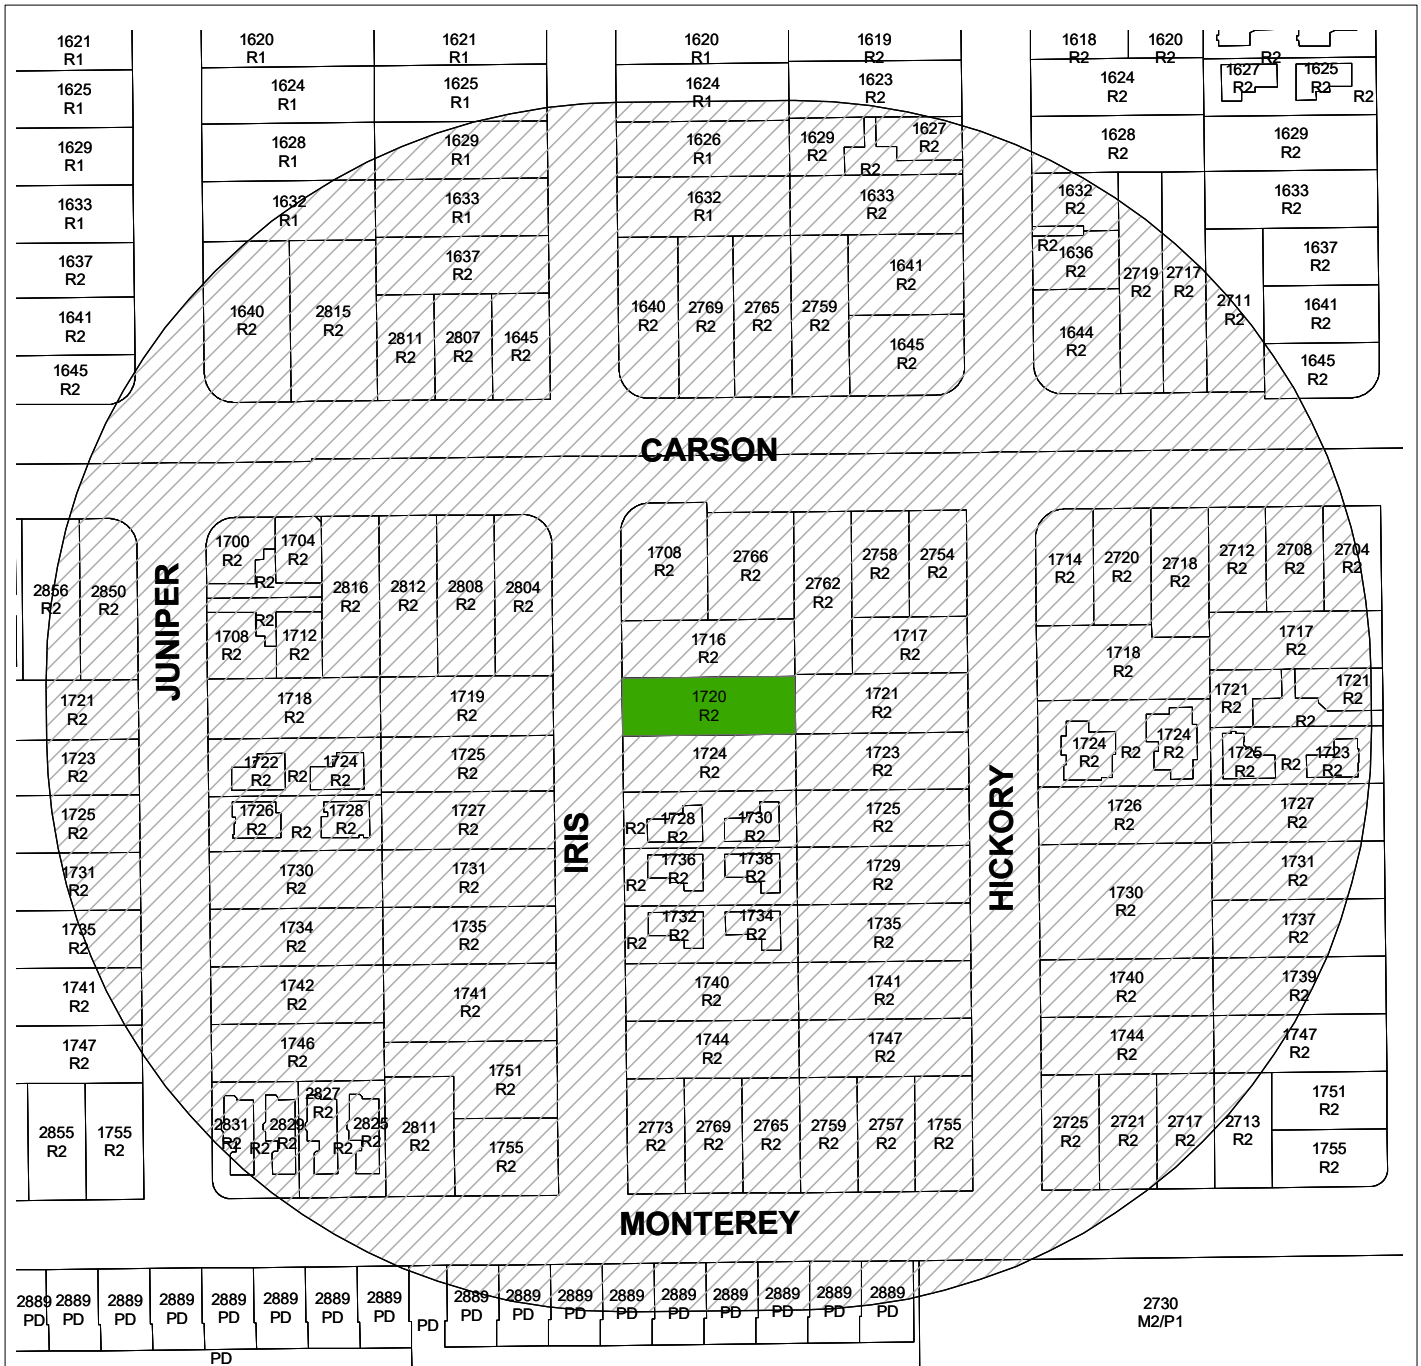 1621
R1
1625
R1
1629
R1
1633
R1
1637
R2
1641
R2
1645
R2
1620
R1
1621
R1
1624
R1
1625
R1
1628
R1
1629
R1
1632
R1
1633
R1
1637
R2
1640
R2
2815
R2
2811
R2
2807
R2
1645
R2
1620
R1
1619
R2
1624
R1
1623
R2
1626
R1
1629
R2
1627
R2
R2
1632
R1
1633
R2
1640
R2
2769
R2
2765
R2
2759
R2
1641
R2
1645
R2
1618
R2
1620
R2
R2
1624
R2
1627
R2
1625
R2
R2
1628
R2
1629
R2
1632
R2
R2
1636
R2
1644
R2
2719
R2
2717
R2
2711
R2
1633
R2
1637
R2
1641
R2
1645
R2
CARSON
2856
R2
2850
R2
1721
R2
1723
R2
1725
R2
1731
R2
1735
R2
1741
R2
1747
R2
2855
R2
1755
R2
JUNIPER
1700
R2
1704
R2
R2
R2
1708
R2
1712
R2
2816
R2
2812
R2
2808
R2
2804
R2
1718
R2
1719
R2
1722
R2
R2
1724
R2
1725
R2
1726
R2
R2
1728
R2
1727
R2
1730
R2
1731
R2
1734
R2
1735
R2
1742
R2
1741
R2
1746
R2
1751
R2
2831
R2
R2
2829
R2
2827
R2
R2
2825
R2
2811
R2
1755
R2
IRIS
1708
R2
2766
R2
2762
R2
2758
R2
2754
R2
1716
R2
1717
R2
1720
R2
1721
R2
1724
R2
1723
R2
R2
1728
R2
1730
R2
1725
R2
R2
1736
R2
1738
R2
1729
R2
R2
1732
R2
1734
R2
1735
R2
1740
R2
1741
R2
1744
R2
1747
R2
2773
R2
2769
R2
2765
R2
2759
R2
2757
R2
1755
R2
HICKORY
1714
R2
2720
R2
2718
R2
2712
R2
2708
R2
2704
R2
1718
R2
1717
R2
1721
R2
R2
1721
R2
1724
R2
R2
1724
R2
1725
R2
R2
1723
R2
1726
R2
1727
R2
1730
R2
1731
R2
1737
R2
1740
R2
1739
R2
1744
R2
1747
R2
2725
R2
2721
R2
2717
R2
2713
R2
1751
R2
1755
R2
MONTEREY
2889
PD
2889
PD
2889
PD
2889
PD
2889
PD
2889
PD
2889
PD
2889
PD
PD
PD
2889
PD
2889
PD
2889
PD
2889
PD
2889
PD
2889
PD
2889
PD
2889
PD
2889
PD
2730
M2/P1